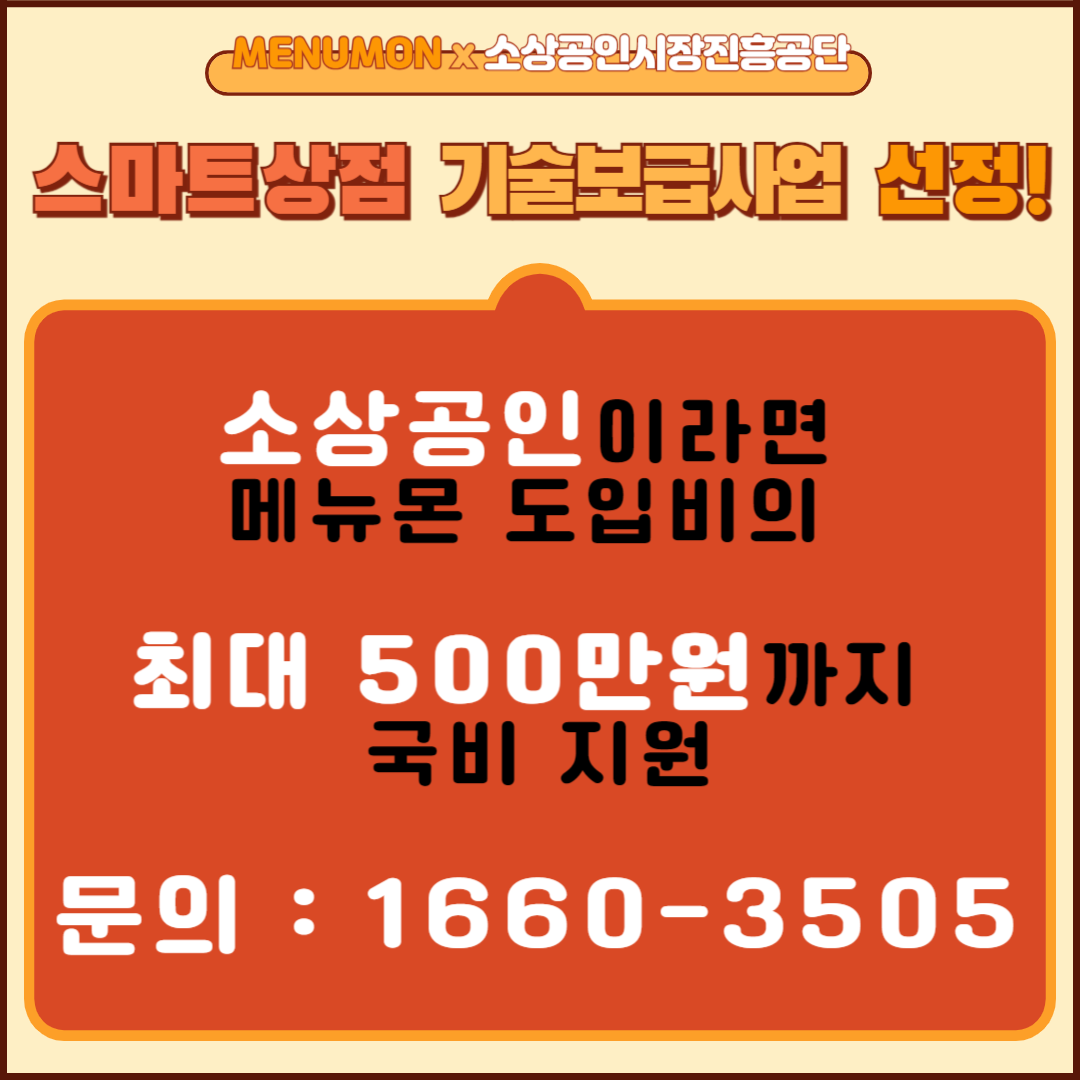 MENUMON x 소상공인시장진흥공단
스마트상점 기술보급사업 선정!
소상공인이라면
메뉴몬 도입비의
최대 500만원까지
국비 지원
문의 : 1660-3505